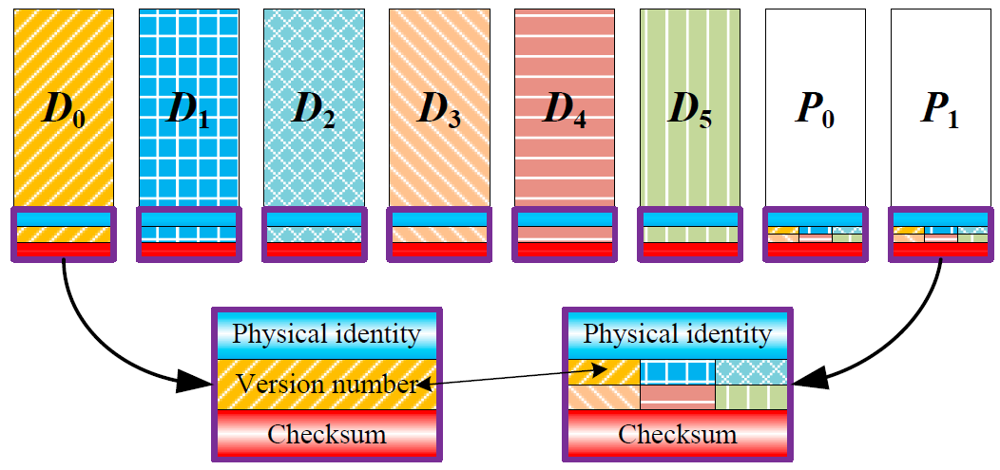 D0 D1 D2 D3 D4 D5 P0 P1
Physical identity Physical identity
Version number
Checksum Checksum